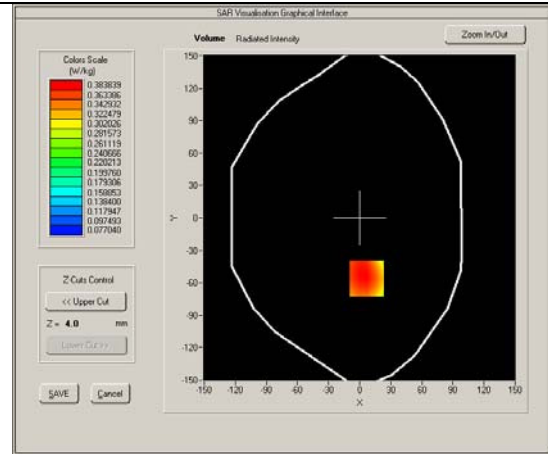 SAR Visualisation Graphical Interface
Volume Radiated Intensity
Zoom In/Out
Colors Scale
(W/kg)
0.383839
0.363386
0.342932
0.322479
0.302026
0.281573
0.261119
0.240666
0.220213
0.199760
0.179306
0.158853
0.138400
0.117947
0.097493
0.077040
150-
120-
90-
60-
30-
Y 0-
-30-
-60-
-90-
-120-
-150-
-150 -120 -90 -60 -30 0 30 60 90 120 150
X
Z-Cuts Control
<< Upper Cut
Z = 4.0 mm
Lower Cut >>
SAVE Cancel